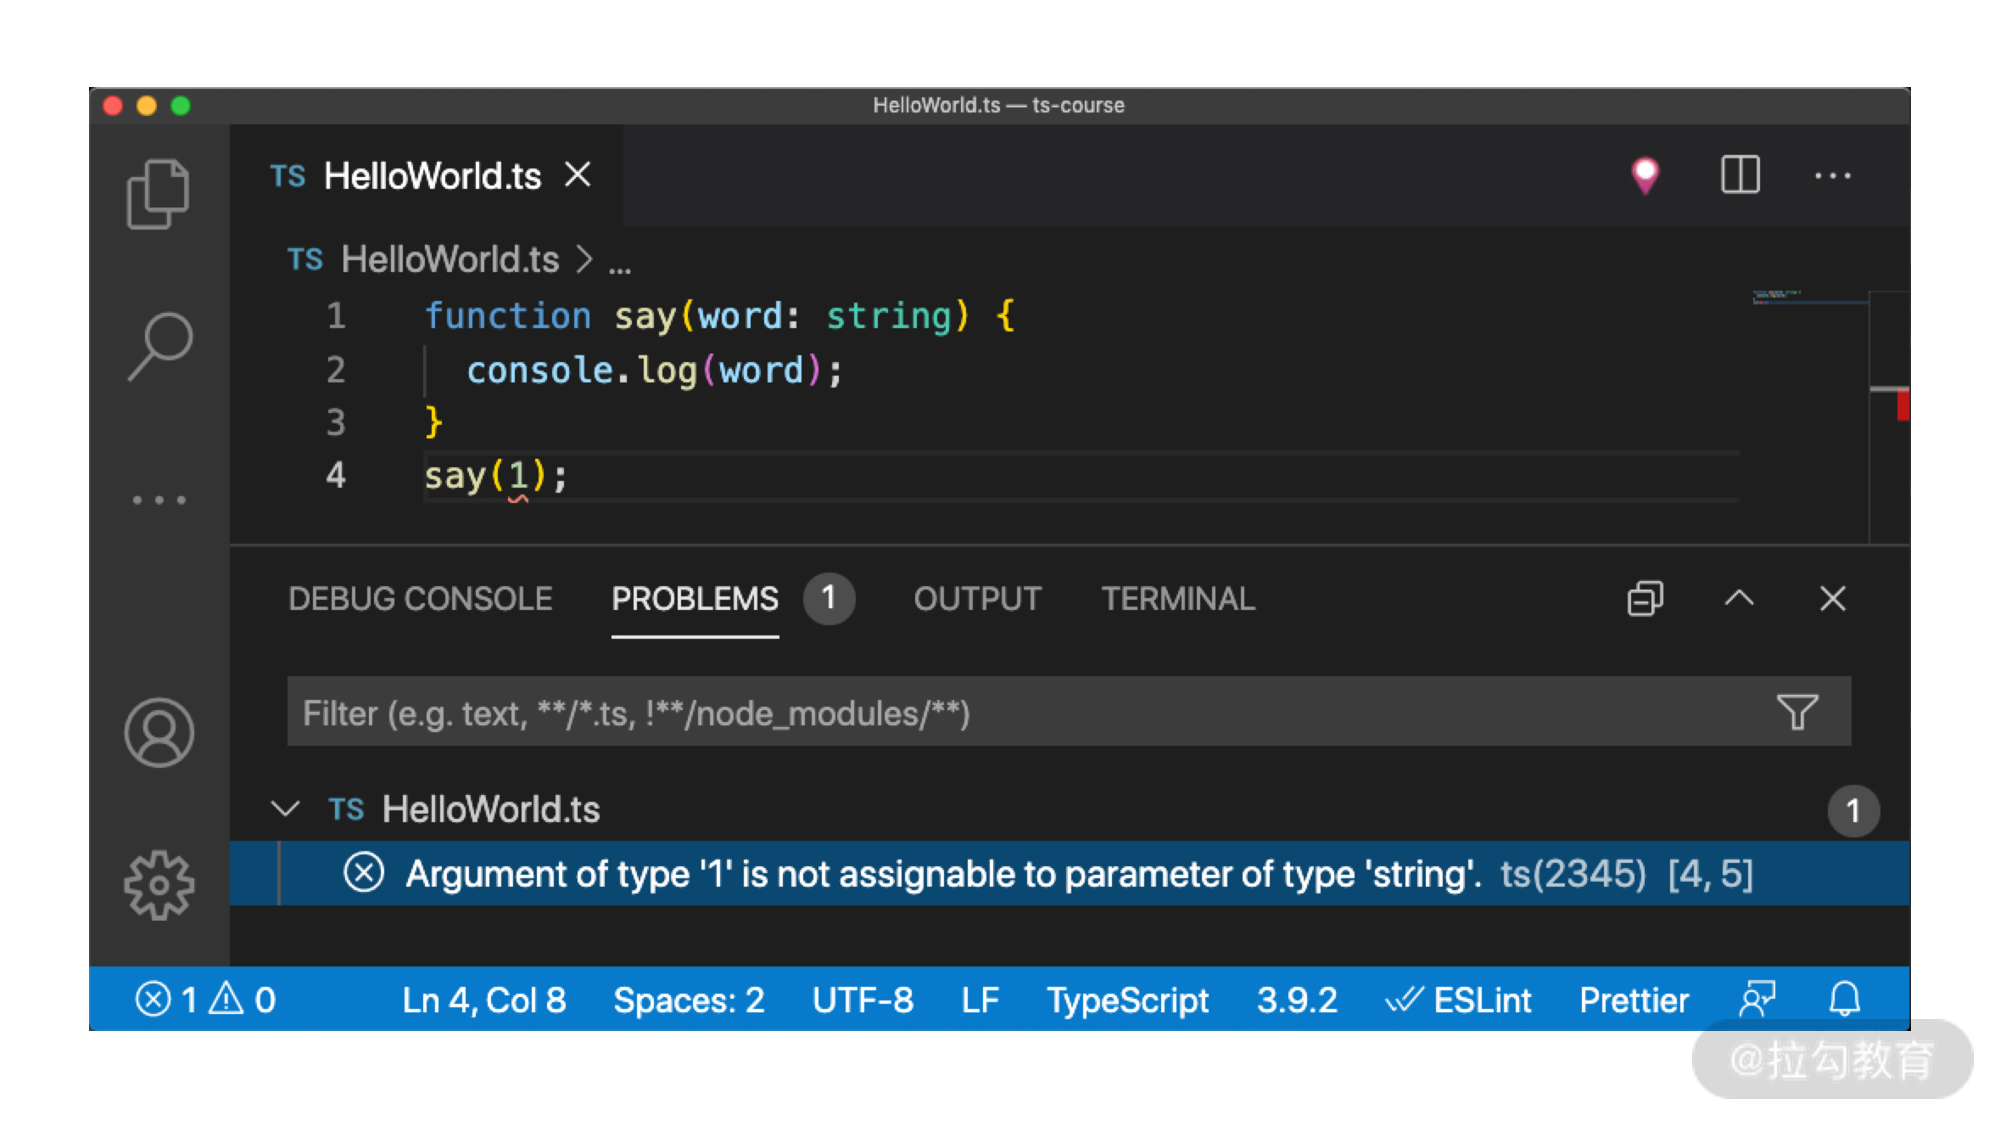 HelloWorld.ts — ts-course
TS HelloWorld.ts
TS HelloWorld.ts > ...
1 function say(word: string) {
2 console.log(word);
3 }
4 say(1);
DEBUG CONSOLE PROBLEMS 1 OUTPUT TERMINAL
Filter (e.g. text, **/*.ts, !**/node_modules/**)
TS HelloWorld.ts 1
Argument of type '1' is not assignable to parameter of type 'string'. ts(2345) [4, 5]
1 0 Ln 4, Col 8 Spaces: 2 UTF-8 LF TypeScript 3.9.2 ESLint Prettier
@拉勾教育